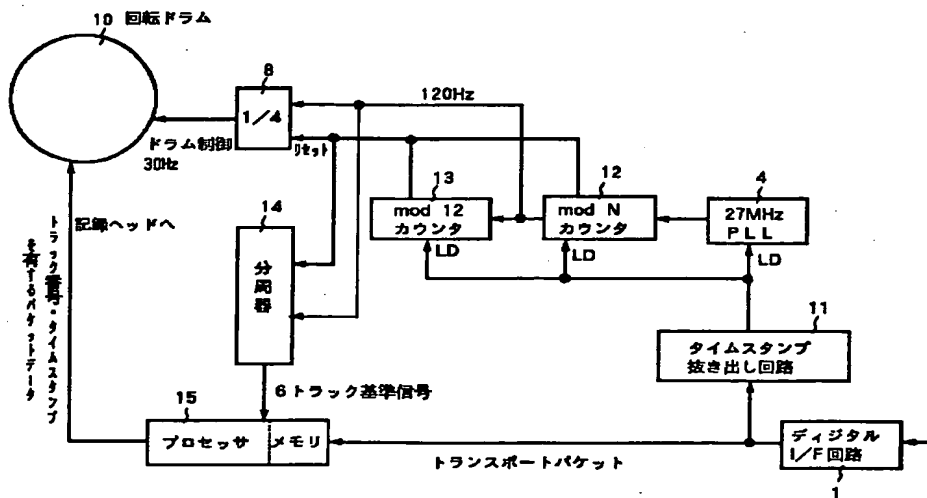 10 回転ドラム
8
1/4
120Hz
ドラム制御
30Hz
リセット
13
mod 12
カウンタ
12
mod N
カウンタ
4
27MHz
PLL
LD
LD
LD
14
分周器
記録ヘッドへ
トラック番号・タイムスタンプ
を有するパケットデータ
11
タイムスタンプ
抜き出し回路
6トラック基準信号
15
プロセッサ
メモリ
トランスポートパケット
ディジタル
I/F回路
1